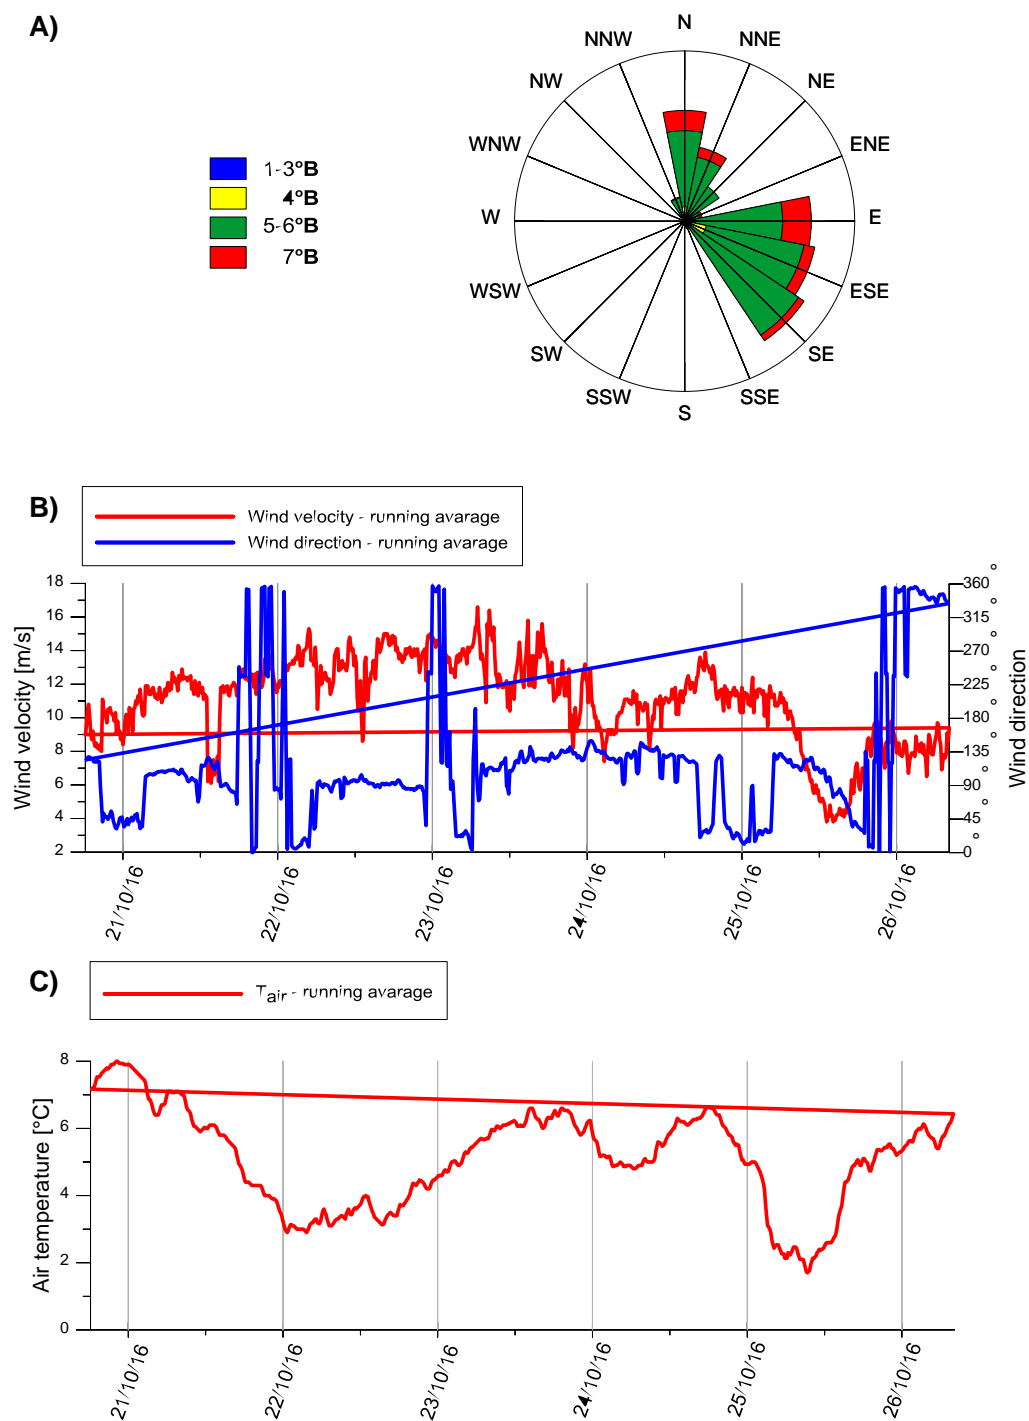 A)
N
NNW
NNE
NW
NE
WNW
ENE
W
E
WSW
ESE
SW
SE
SSW
SSE
S
1-3°B
4°B
5-6°B
7°B
B)
Wind velocity - running avarage
Wind direction - running avarage
18
16
14
12
10
8
6
4
2
Wind velocity [m/s]
360°
315°
270°
225°
180°
135°
90°
45°
0°
Wind direction
21/10/16
22/10/16
23/10/16
24/10/16
25/10/16
26/10/16
C)
Tair - running avarage
8
6
4
2
0
Air temperature [°C]
21/10/16
22/10/16
23/10/16
24/10/16
25/10/16
26/10/16